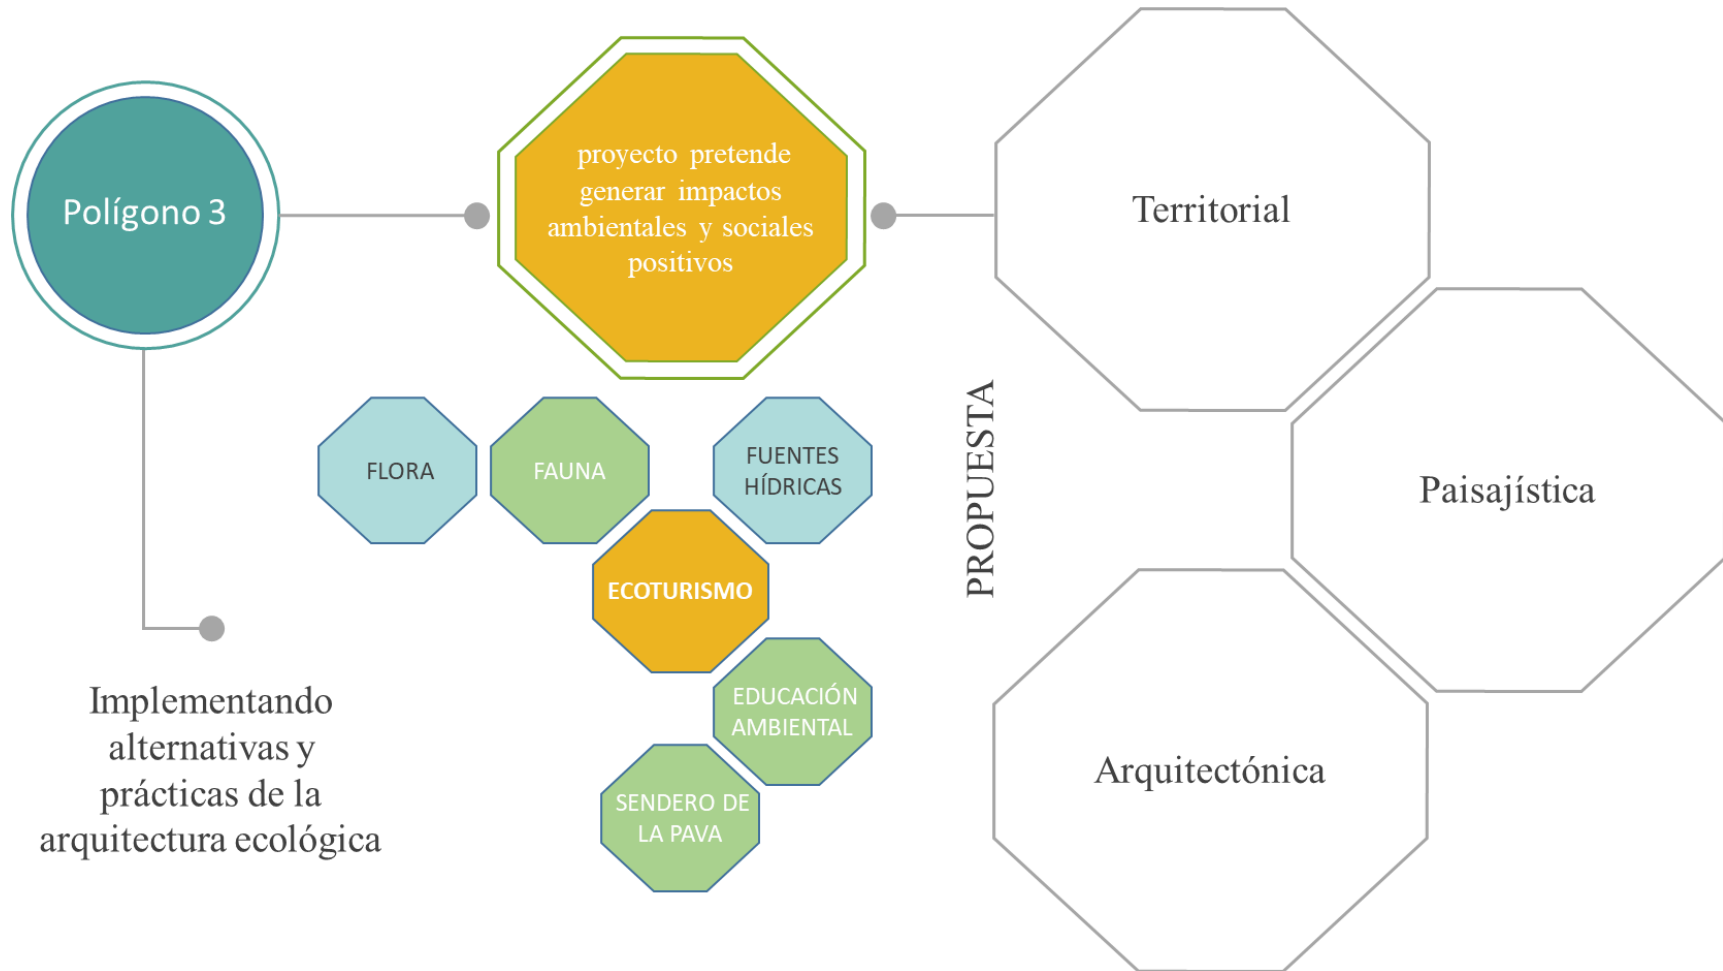 Polígono 3
proyecto pretende
generar impactos
ambientales y sociales
positivos
Territorial
PROPUESTA
Paisajística
Arquitectónica
FLORA
FAUNA
FUENTES
HÍDRICAS
ECOTURISMO
EDUCACIÓN
AMBIENTAL
SENDERO DE
LA PAVA
Implementando
alternativas y
prácticas de la
arquitectura ecológica